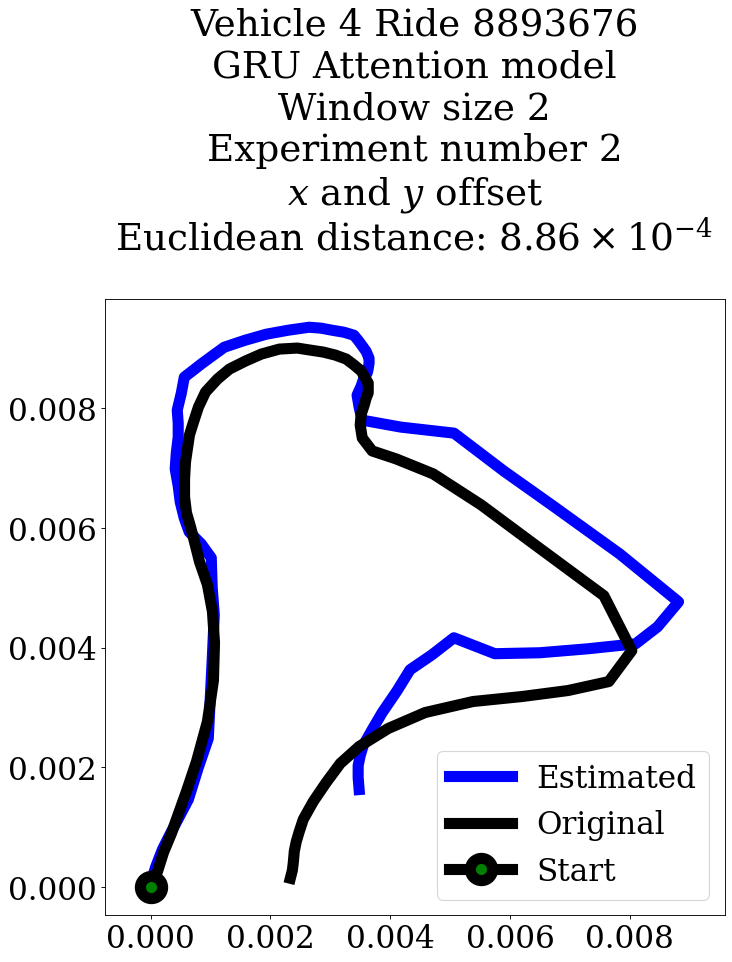 Vehicle 4 Ride 8893676
GRU Attention model
Window size 2
Experiment number 2
x and y offset
Euclidean distance: 8.86 × 10⁻⁴
0.008
0.006
0.004
0.002
0.000
Estimated
Original
Start
0.000 0.002 0.004 0.006 0.008